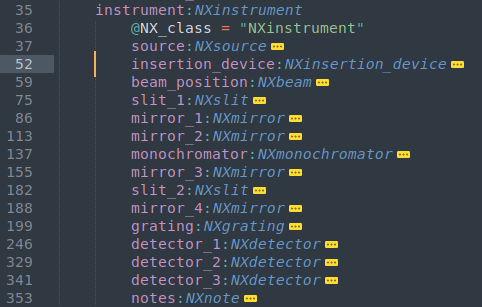 35 instrument:NXinstrument
36 @NX_class = "NXinstrument"
37 source:NXsource
52 insertion_device:NXinsertion_device
59 beam_position:NXbeam
75 slit_1:NXslit
86 mirror_1:NXmirror
113 mirror_2:NXmirror
137 monochromator:NXmonochromator
155 mirror_3:NXmirror
182 slit_2:NXslit
188 mirror_4:NXmirror
199 grating:NXgrating
246 detector_1:NXdetector
329 detector_2:NXdetector
341 detector_3:NXdetector
353 notes:NXnote